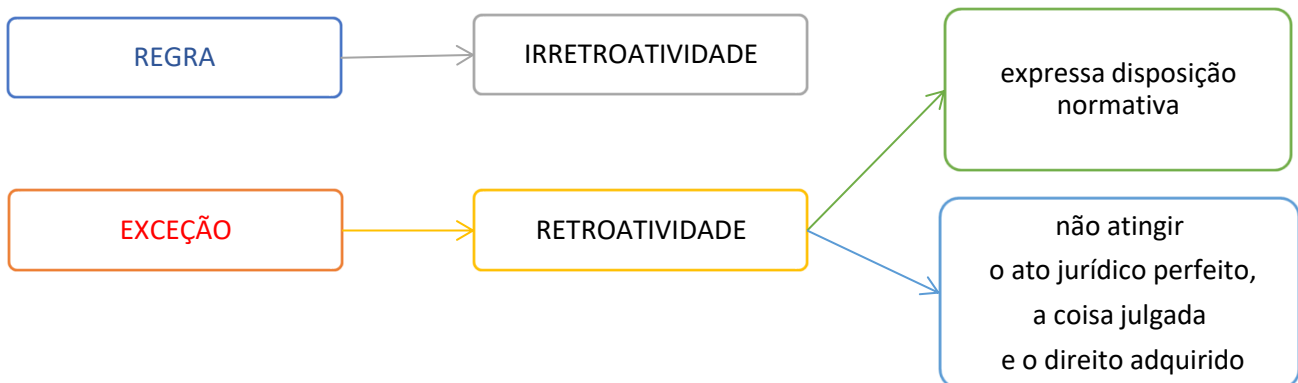 REGRA
IRRETROATIVIDADE
expressa disposição
normativa
EXCEÇÃO
RETROATIVIDADE
não atingir
o ato jurídico perfeito,
a coisa julgada
e o direito adquirido